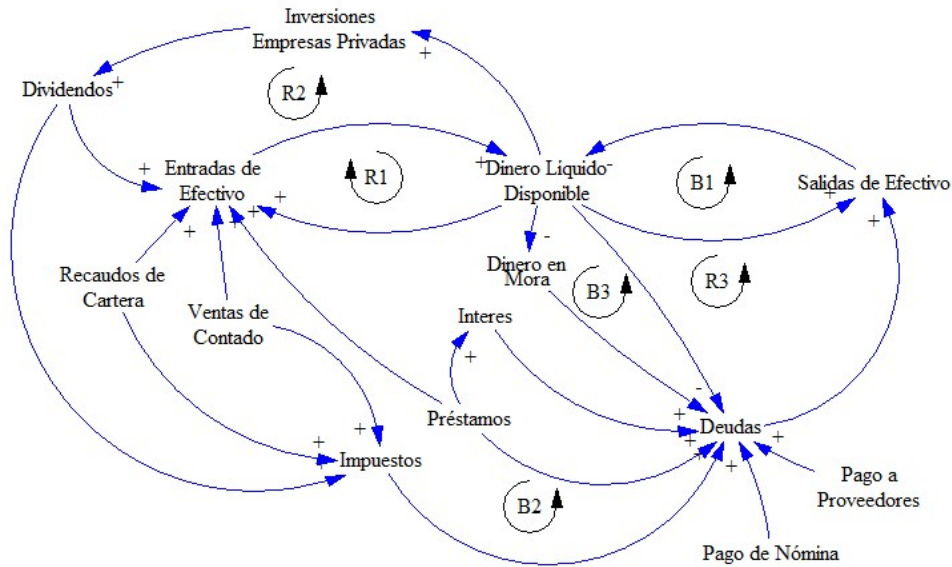 Inversiones
Empresas Privadas
+
Dividendos
+
R2
+
Entradas de
Efectivo
+
+
+
+
R1
+
Dinero Líquido
Disponible
-
B1
Salidas de Efectivo
+
+
-
Dinero en
Mora
B3
R3
Recaudos de
Cartera
Ventas de
Contado
Interes
+
Préstamos
-
+
Deudas
+
+
-
+
+
+
Impuestos
+
+
B2
Pago a
Proveedores
Pago de Nómina